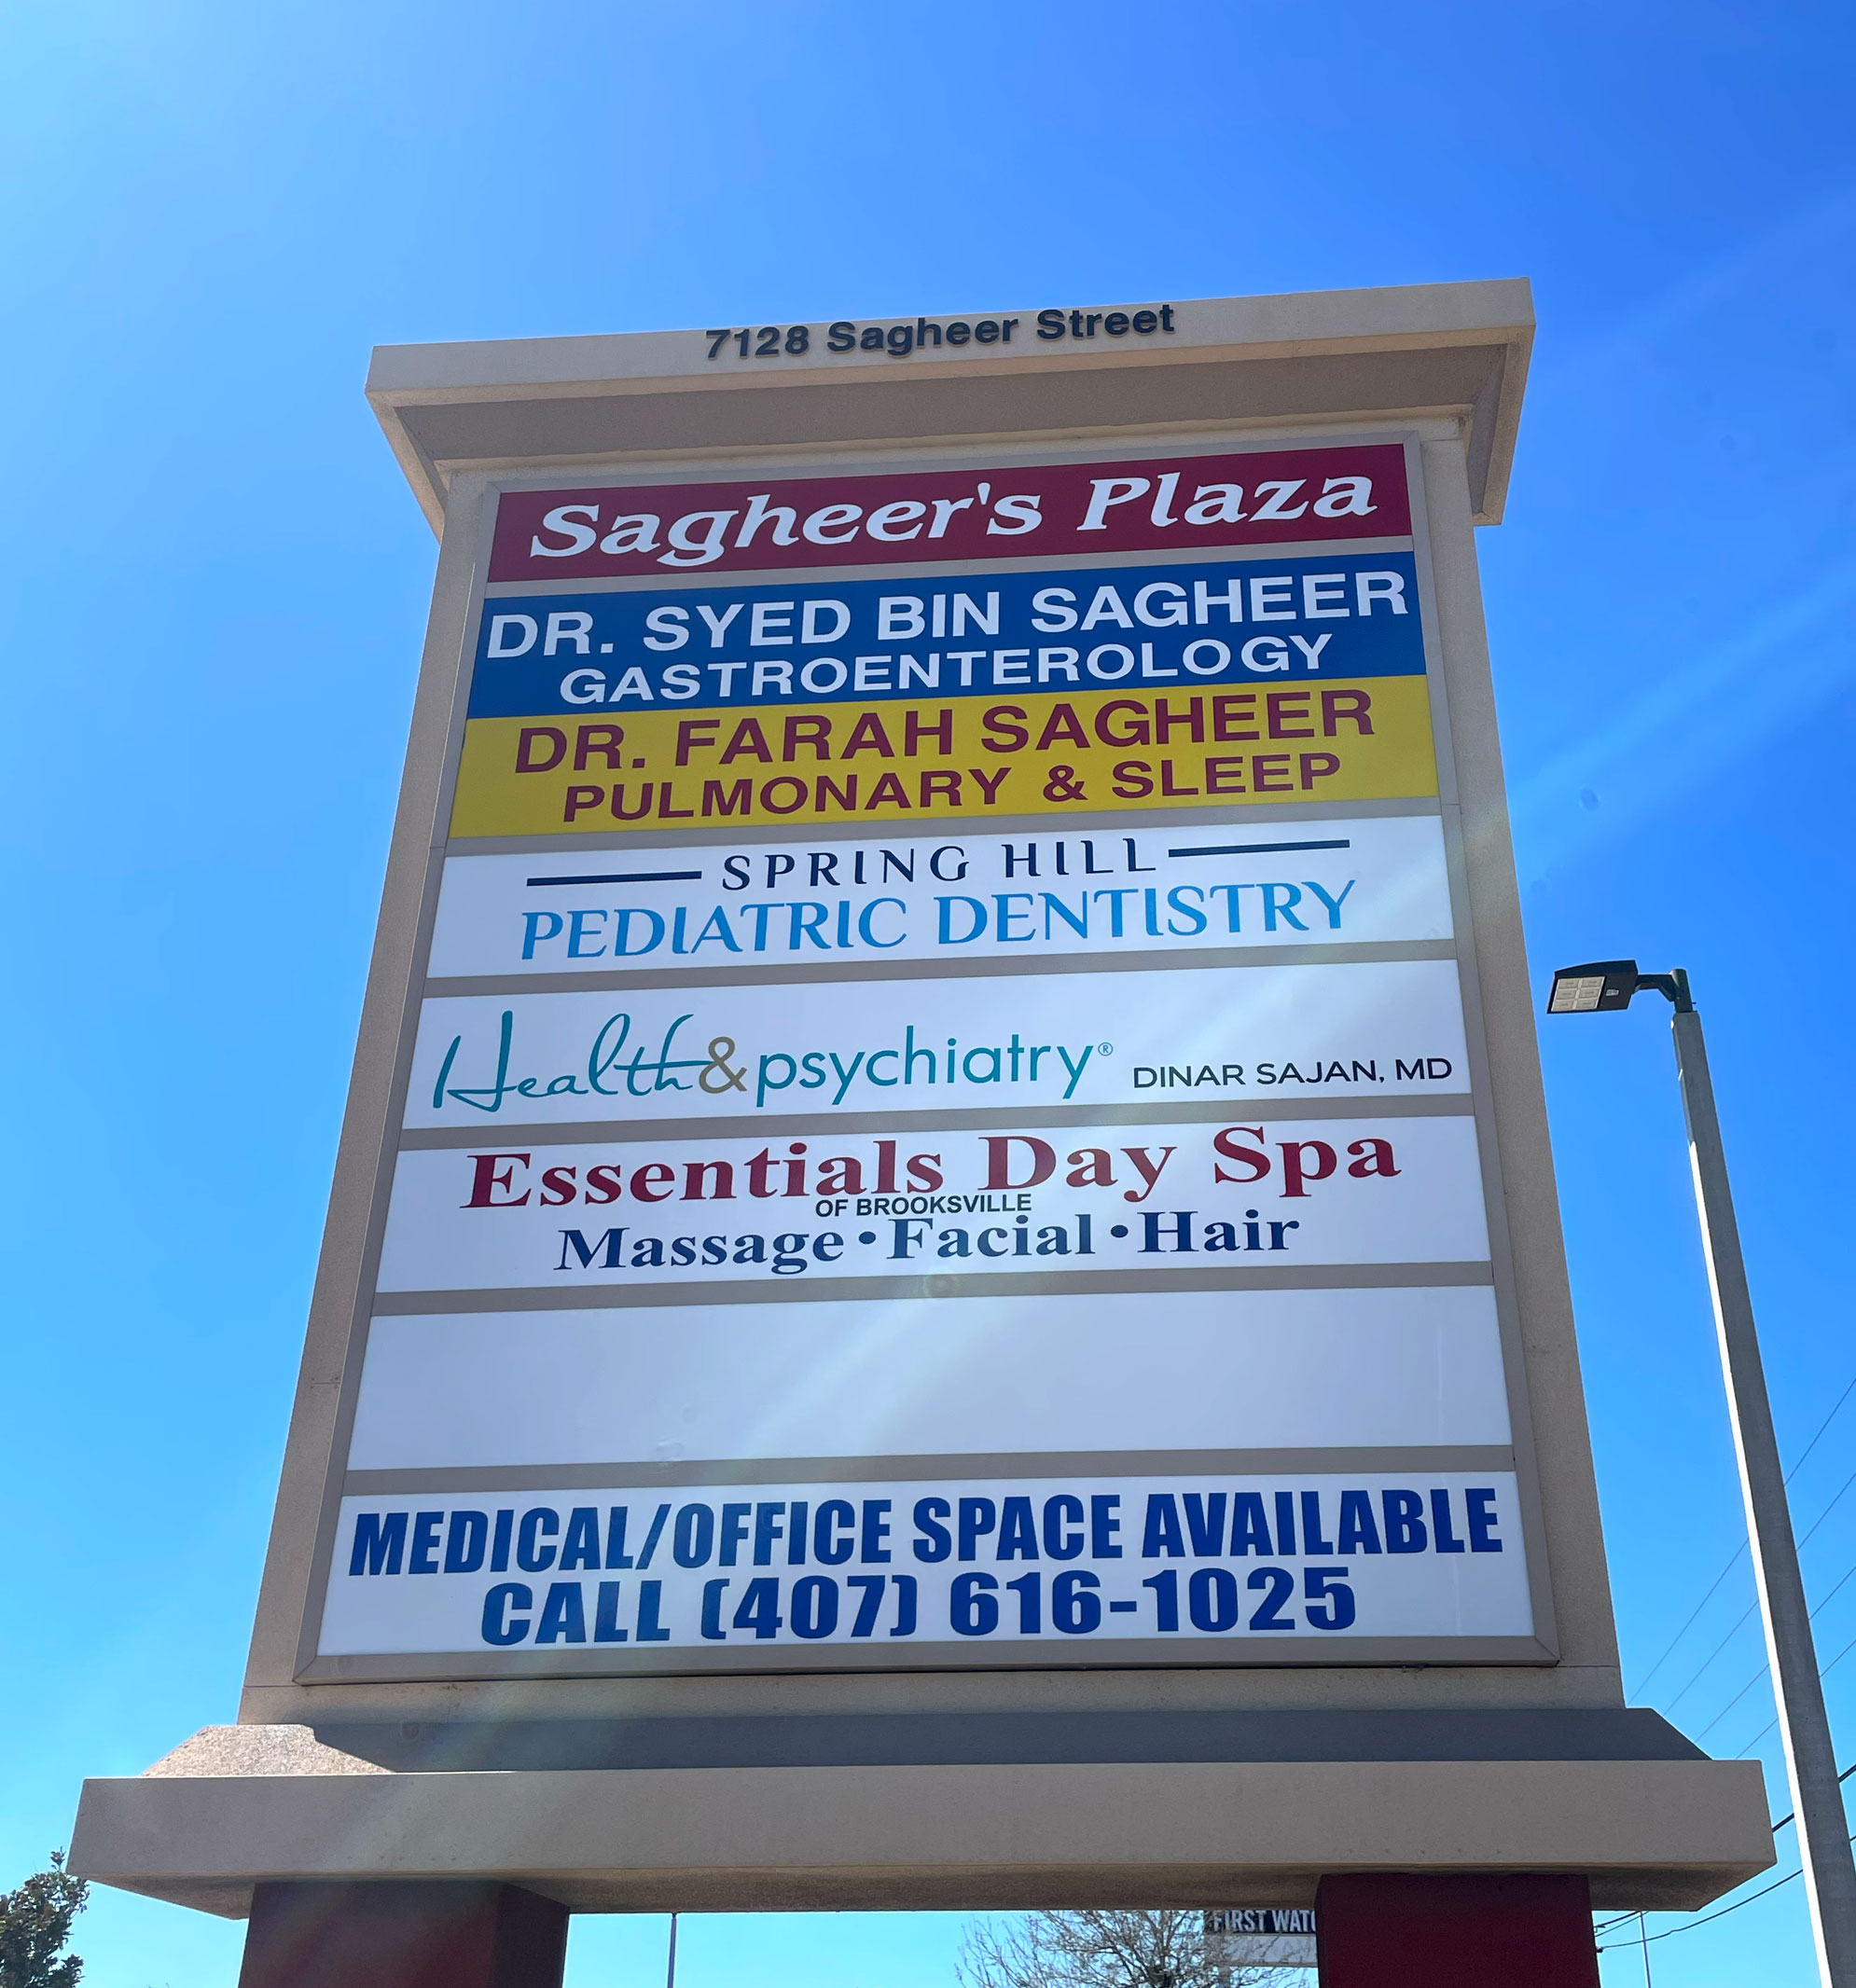 7128 Sagheer Street
Sagheer's Plaza
DR. SYED BIN SAGHEER
GASTROENTEROLOGY
DR. FARAH SAGHEER
PULMONARY & SLEEP
SPRING HILL
PEDIATRIC DENTISTRY
Health&psychiatry® DINAR SAJAN, MD
Essentials Day Spa
OF BROOKSVILLE
Massage • Facial • Hair
MEDICAL/OFFICE SPACE AVAILABLE
CALL (407) 616-1025
FIRST